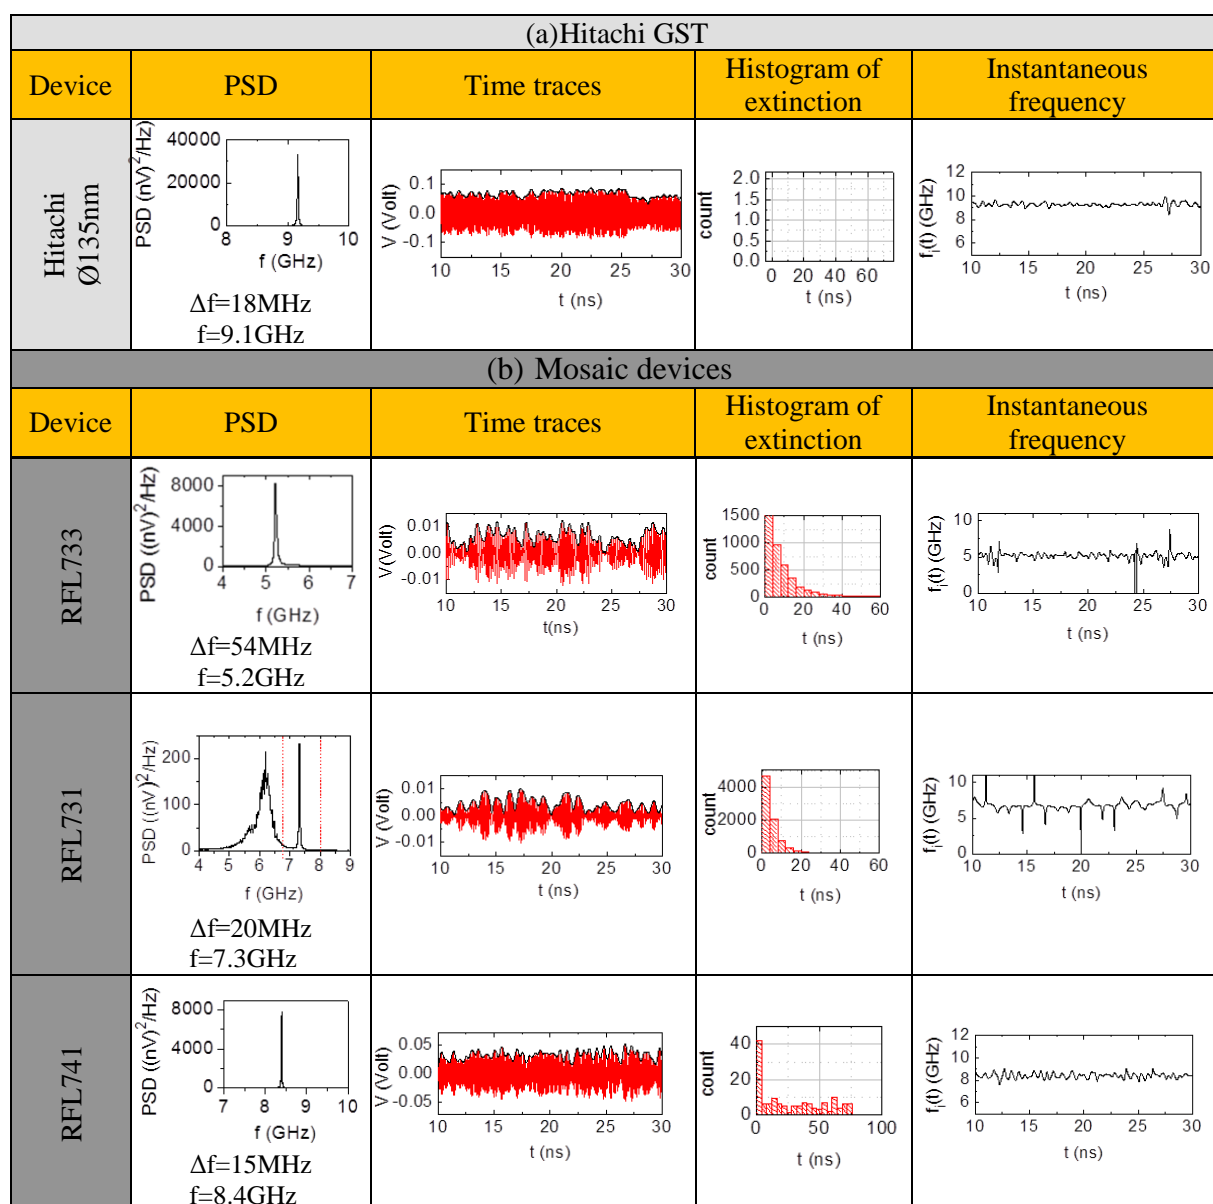 (a)Hitachi GST
Device PSD Time traces Histogram of extinction Instantaneous frequency
Hitachi
Ø135nm
PSD ((nV)²/Hz)
40000
20000
0
8 9 10
f (GHz)
Δf=18MHz
f=9.1GHz
V (Volt)
0.1
0.0
-0.1
10 15 20 25 30
t (ns)
count
2.0
1.5
1.0
0.5
0.0
0 20 40 60
t (ns)
fᵢ(t) (GHz)
12
10
8
6
10 15 20 25 30
t (ns)
(b) Mosaic devices
Device PSD Time traces Histogram of extinction Instantaneous frequency
RFL733
PSD ((nV)²/Hz)
8000
4000
0
4 5 6 7
f (GHz)
Δf=54MHz
f=5.2GHz
V (Volt)
0.01
0.00
-0.01
10 15 20 25 30
t(ns)
count
1500
1000
500
0
0 20 40 60
t (ns)
fᵢ(t) (GHz)
10
5
0
10 15 20 25 30
t (ns)
RFL731
PSD ((nV)²/Hz)
200
100
0
4 5 6 7 8 9
f (GHz)
Δf=20MHz
f=7.3GHz
V (Volt)
0.01
0.00
-0.01
10 15 20 25 30
t (ns)
count
4000
2000
0
0 20 40 60
t (ns)
fᵢ(t) (GHz)
10
5
0
10 15 20 25 30
t (ns)
RFL741
PSD ((nV)²/Hz)
8000
4000
0
7 8 9 10
f (GHz)
Δf=15MHz
f=8.4GHz
V (Volt)
0.05
0.00
-0.05
10 15 20 25 30
t (ns)
count
40
20
0
0 50 100
t (ns)
fᵢ(t) (GHz)
12
10
8
6
10 15 20 25 30
t (ns)